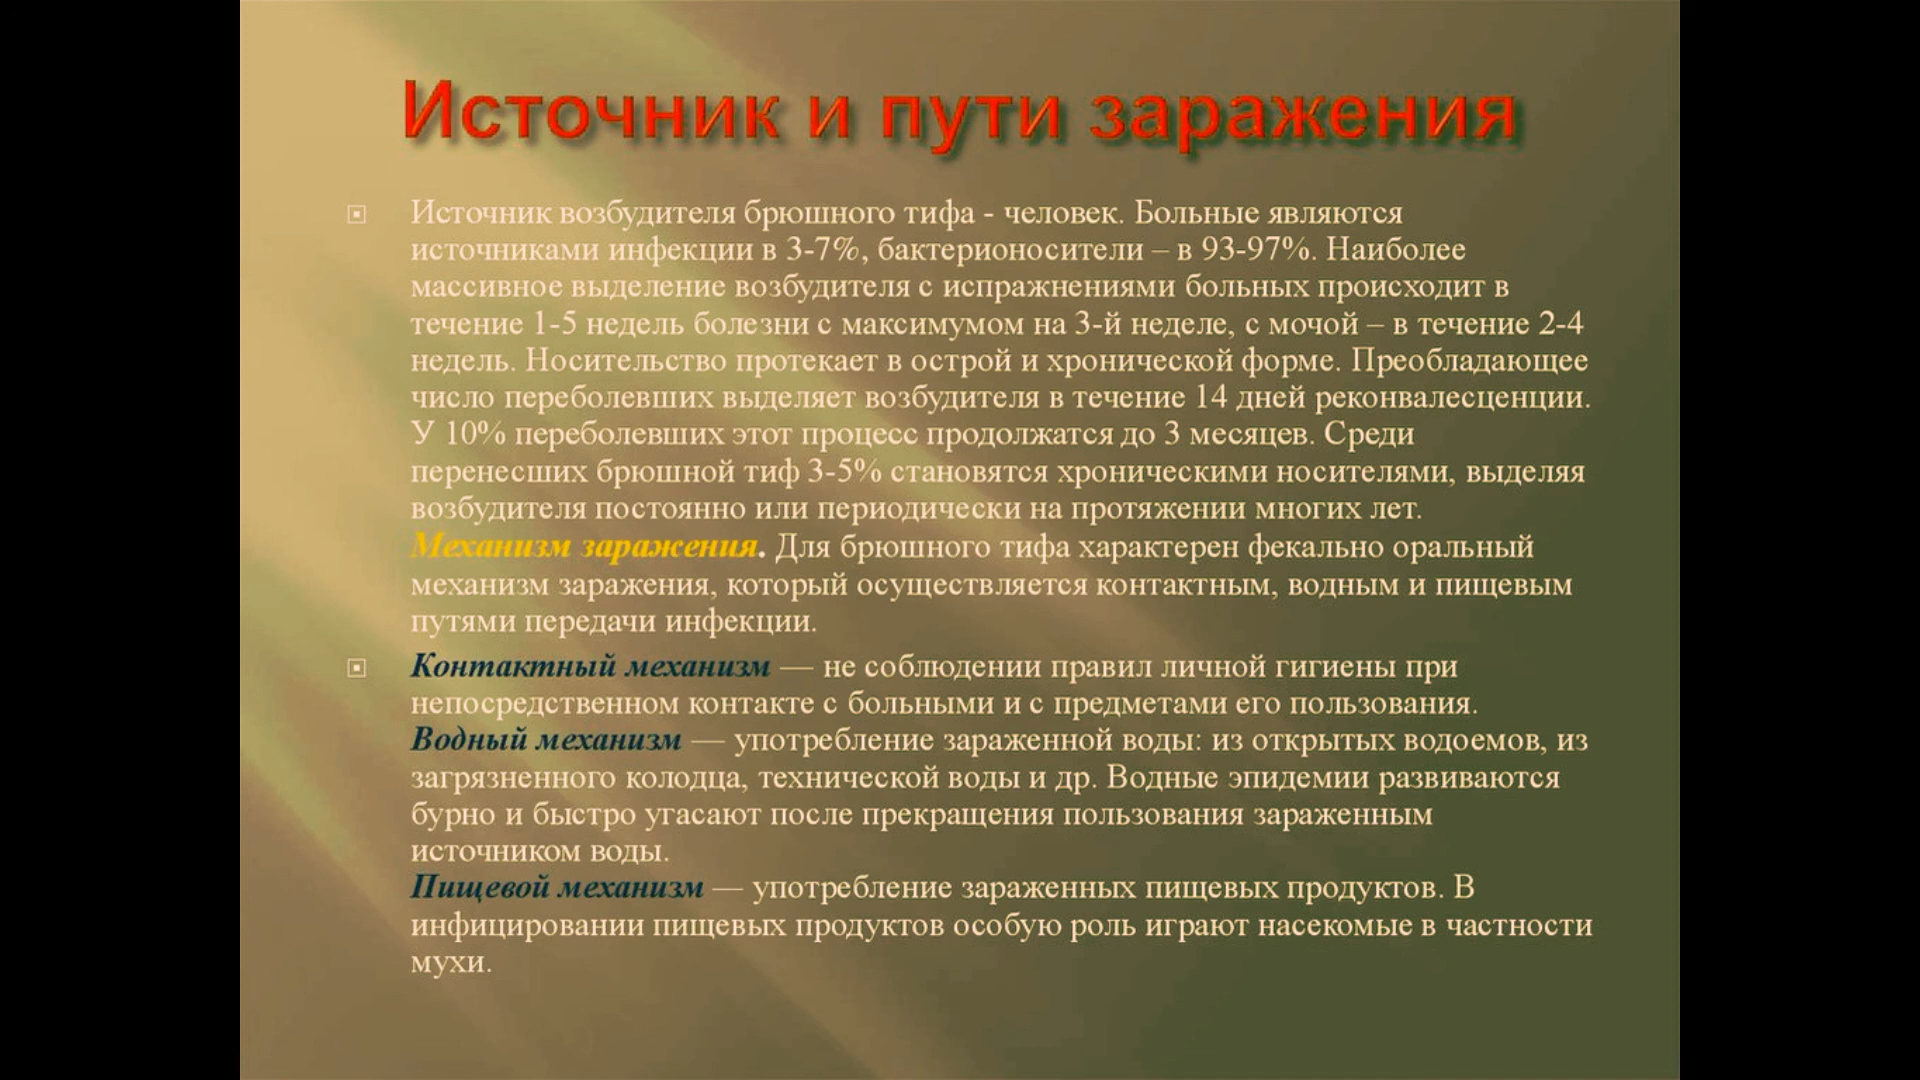 Источник и пути заражения
Источник возбудителя брюшного тифа - человек. Больные являются
источниками инфекции в 3-7%, бактерионосители – в 93-97%. Наиболее
массивное выделение возбудителя с испражнениями больных происходит в
течение 1-5 недель болезни с максимумом на 3-й неделе, с мочой – в течение 2-4
недель. Носительство протекает в острой и хронической форме. Преобладающее
число переболевших выделяет возбудителя в течение 14 дней реконвалесценции.
У 10% переболевших этот процесс продолжатся до 3 месяцев. Среди
перенесших брюшной тиф 3-5% становятся хроническими носителями, выделяя
возбудителя постоянно или периодически на протяжении многих лет.
Механизм заражения. Для брюшного тифа характерен фекально оральный
механизм заражения, который осуществляется контактным, водным и пищевым
путями передачи инфекции.
Контактный механизм — не соблюдении правил личной гигиены при
непосредственном контакте с больными и с предметами его пользования.
Водный механизм — употребление зараженной воды: из открытых водоемов, из
загрязненного колодца, технической воды и др. Водные эпидемии развиваются
бурно и быстро угасают после прекращения пользования зараженным
источником воды.
Пищевой механизм — употребление зараженных пищевых продуктов. В
инфицировании пищевых продуктов особую роль играют насекомые в частности
мухи.